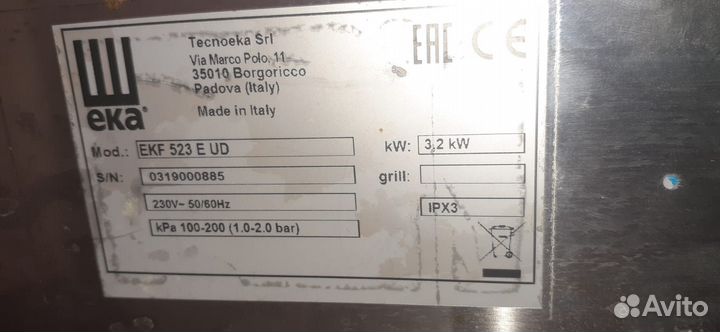 eka
Tecnoeka Srl
Via Marco Polo, 11
35010 Borgoricco
Padova (Italy)
Made in Italy
EAC CE
Mod.: EKF 523 E UD
kW: 3,2 kW
S/N: 0319000885
grill:
230V~ 50/60Hz
IPX3
kPa 100-200 (1.0-2.0 bar)
Avito